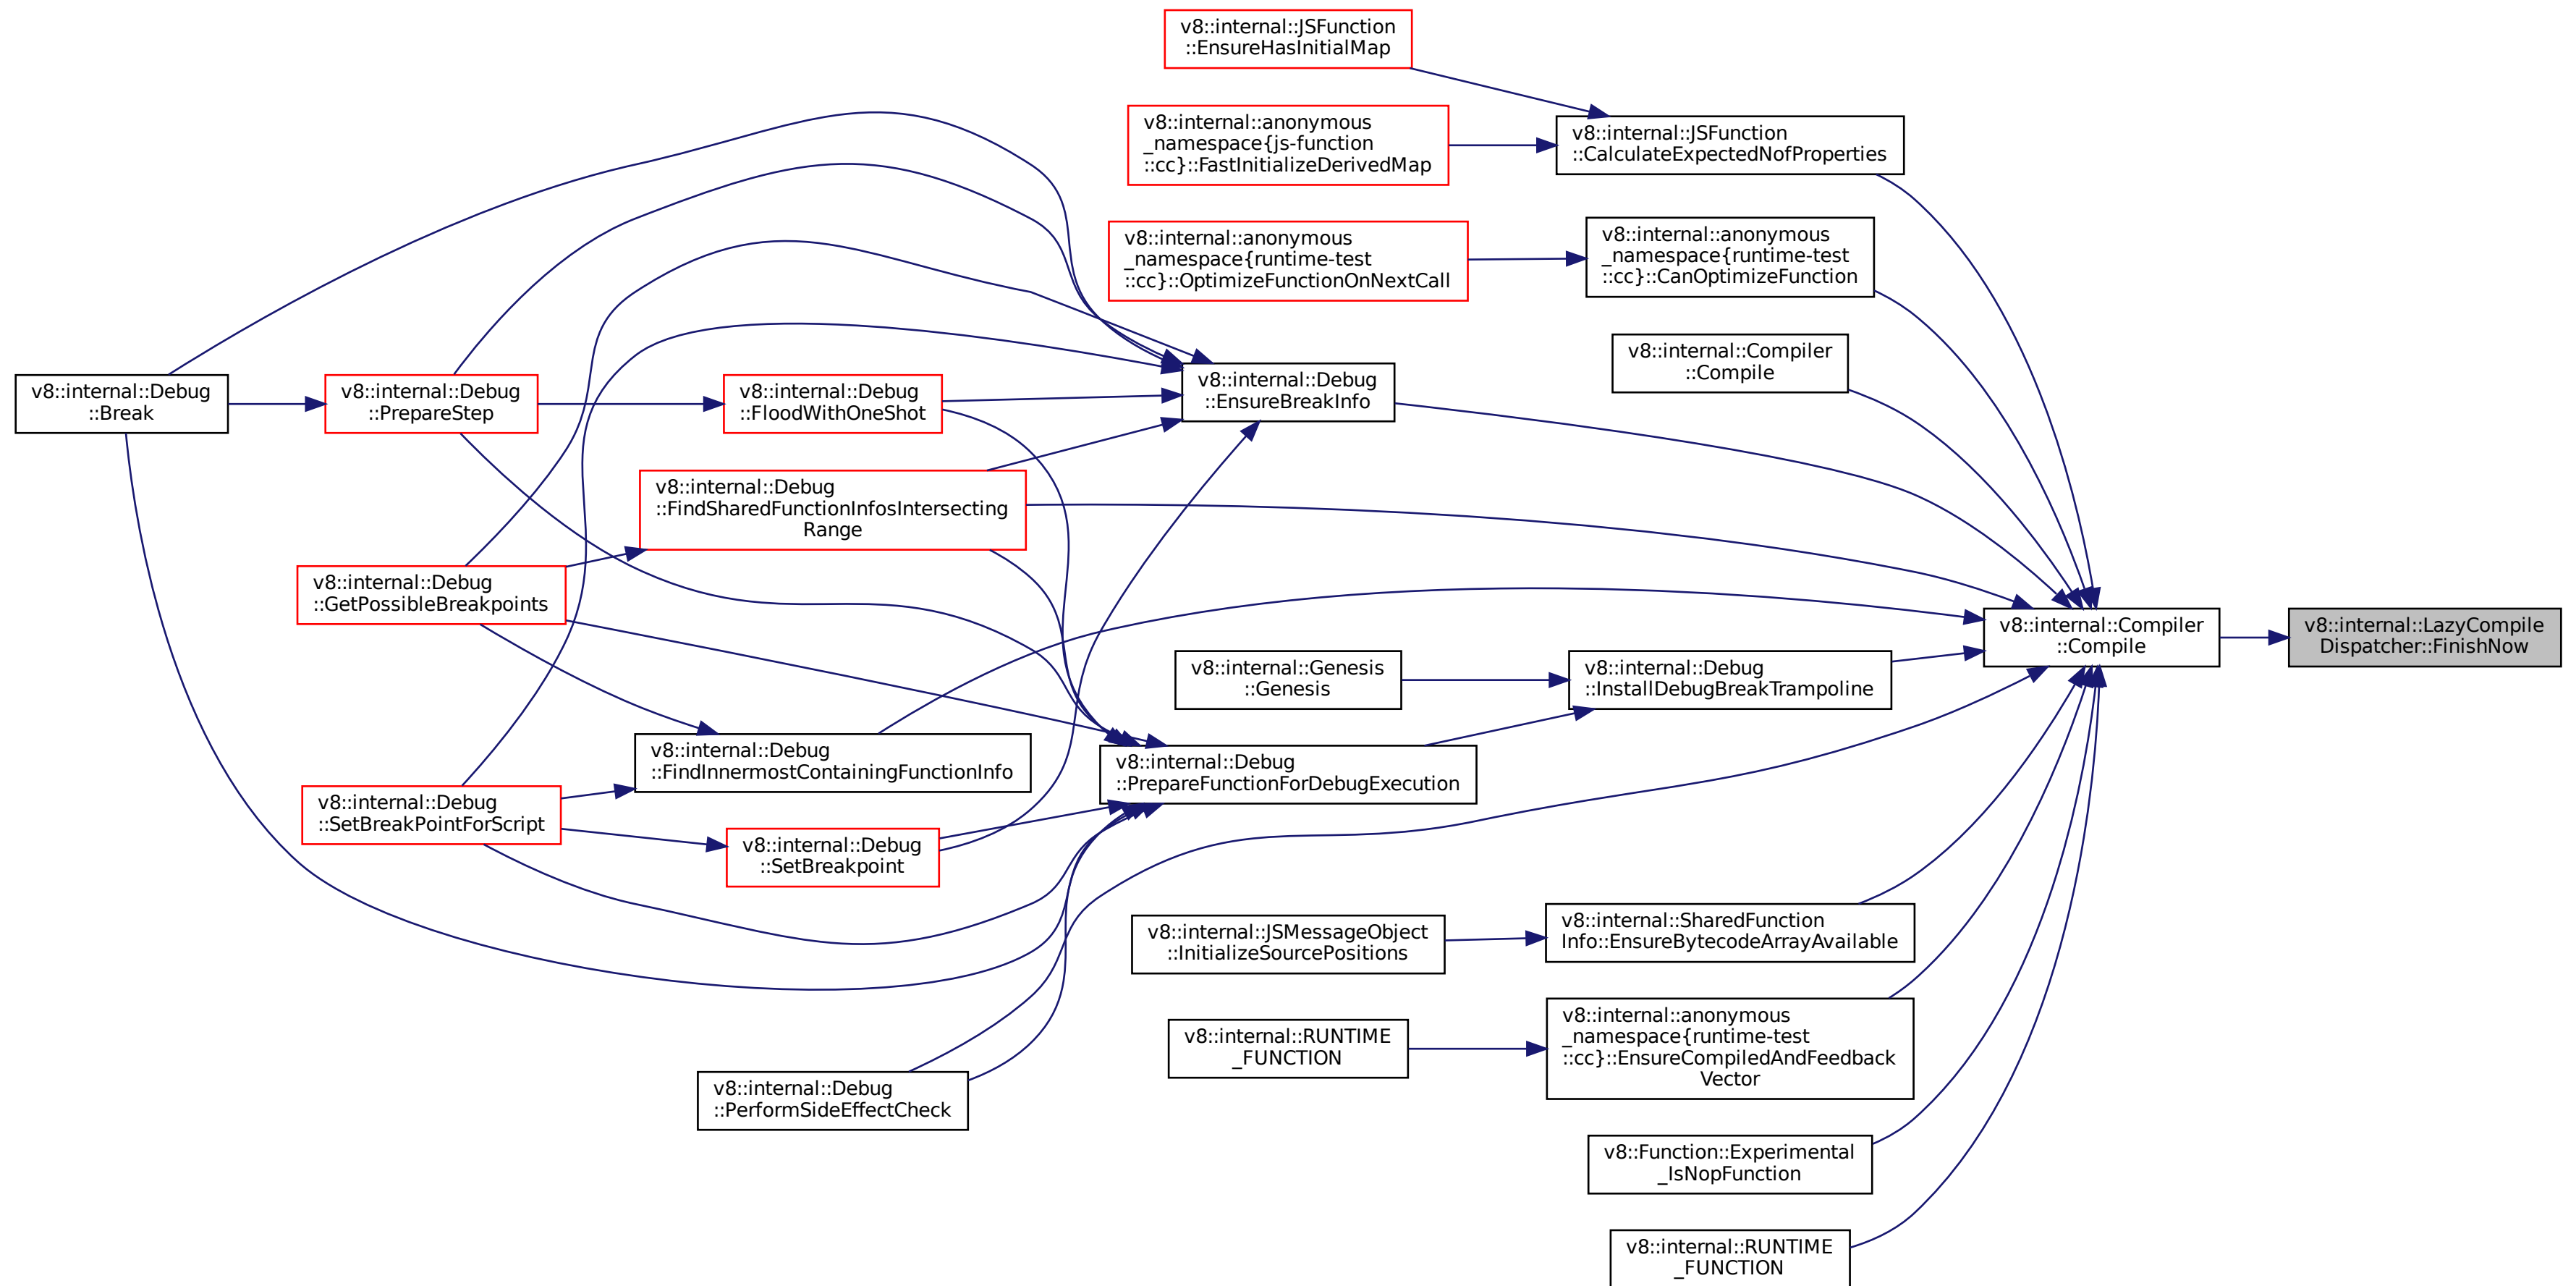 v8::internal::JSFunction
::EnsureHasInitialMap
v8::internal::anonymous
_namespace{js-function
::cc}::FastInitializeDerivedMap
v8::internal::JSFunction
::CalculateExpectedNofProperties
v8::internal::anonymous
_namespace{runtime-test
::cc}::OptimizeFunctionOnNextCall
v8::internal::anonymous
_namespace{runtime-test
::cc}::CanOptimizeFunction
v8::internal::Compiler
::Compile
v8::internal::Debug
::Break
v8::internal::Debug
::PrepareStep
v8::internal::Debug
::FloodWithOneShot
v8::internal::Debug
::EnsureBreakInfo
v8::internal::Debug
::FindSharedFunctionInfosIntersecting
Range
v8::internal::Debug
::GetPossibleBreakpoints
v8::internal::Compiler
::Compile
v8::internal::LazyCompile
Dispatcher::FinishNow
v8::internal::Genesis
::Genesis
v8::internal::Debug
::InstallDebugBreakTrampoline
v8::internal::Debug
::FindInnermostContainingFunctionInfo
v8::internal::Debug
::PrepareFunctionForDebugExecution
v8::internal::Debug
::SetBreakPointForScript
v8::internal::Debug
::SetBreakpoint
v8::internal::JSMessageObject
::InitializeSourcePositions
v8::internal::SharedFunction
Info::EnsureBytecodeArrayAvailable
v8::internal::RUNTIME
_FUNCTION
v8::internal::anonymous
_namespace{runtime-test
::cc}::EnsureCompiledAndFeedback
Vector
v8::internal::Debug
::PerformSideEffectCheck
v8::Function::Experimental
_IsNopFunction
v8::internal::RUNTIME
_FUNCTION